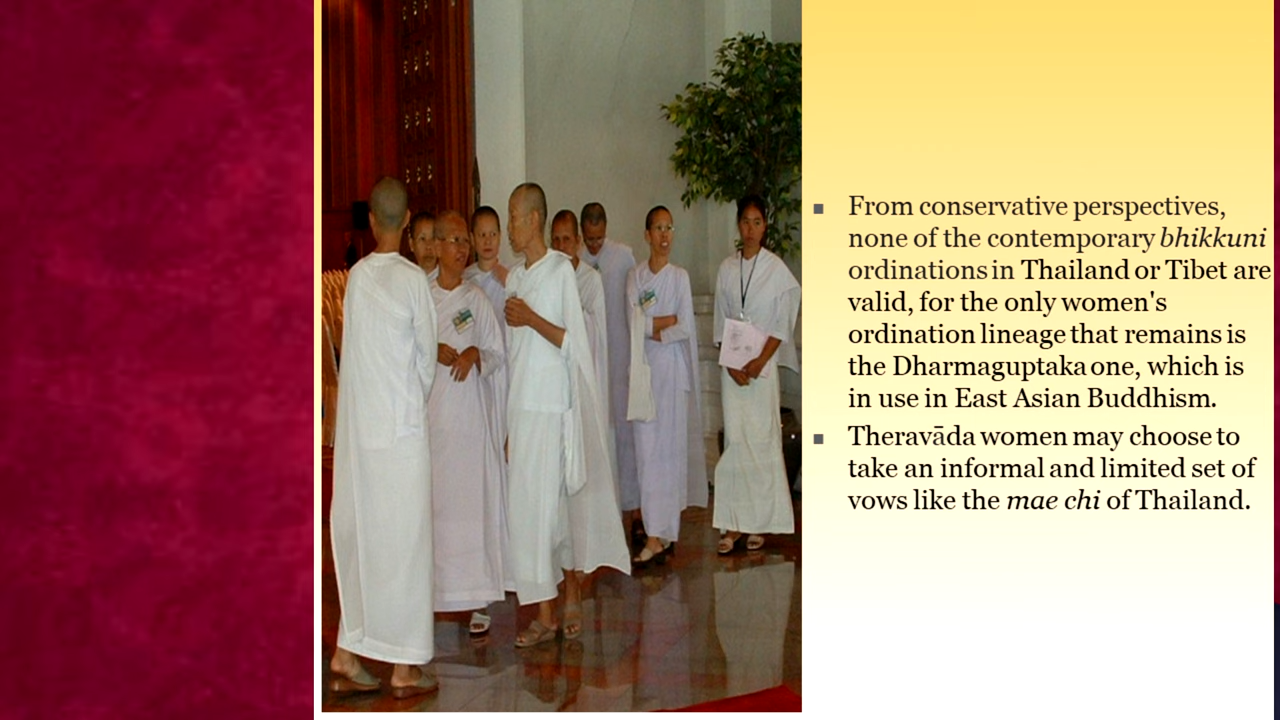 ▪ From conservative perspectives,
none of the contemporary bhikkuni
ordinations in Thailand or Tibet are
valid, for the only women's
ordination lineage that remains is
the Dharmaguptaka one, which is
in use in East Asian Buddhism.
▪ Theravāda women may choose to
take an informal and limited set of
vows like the mae chi of Thailand.